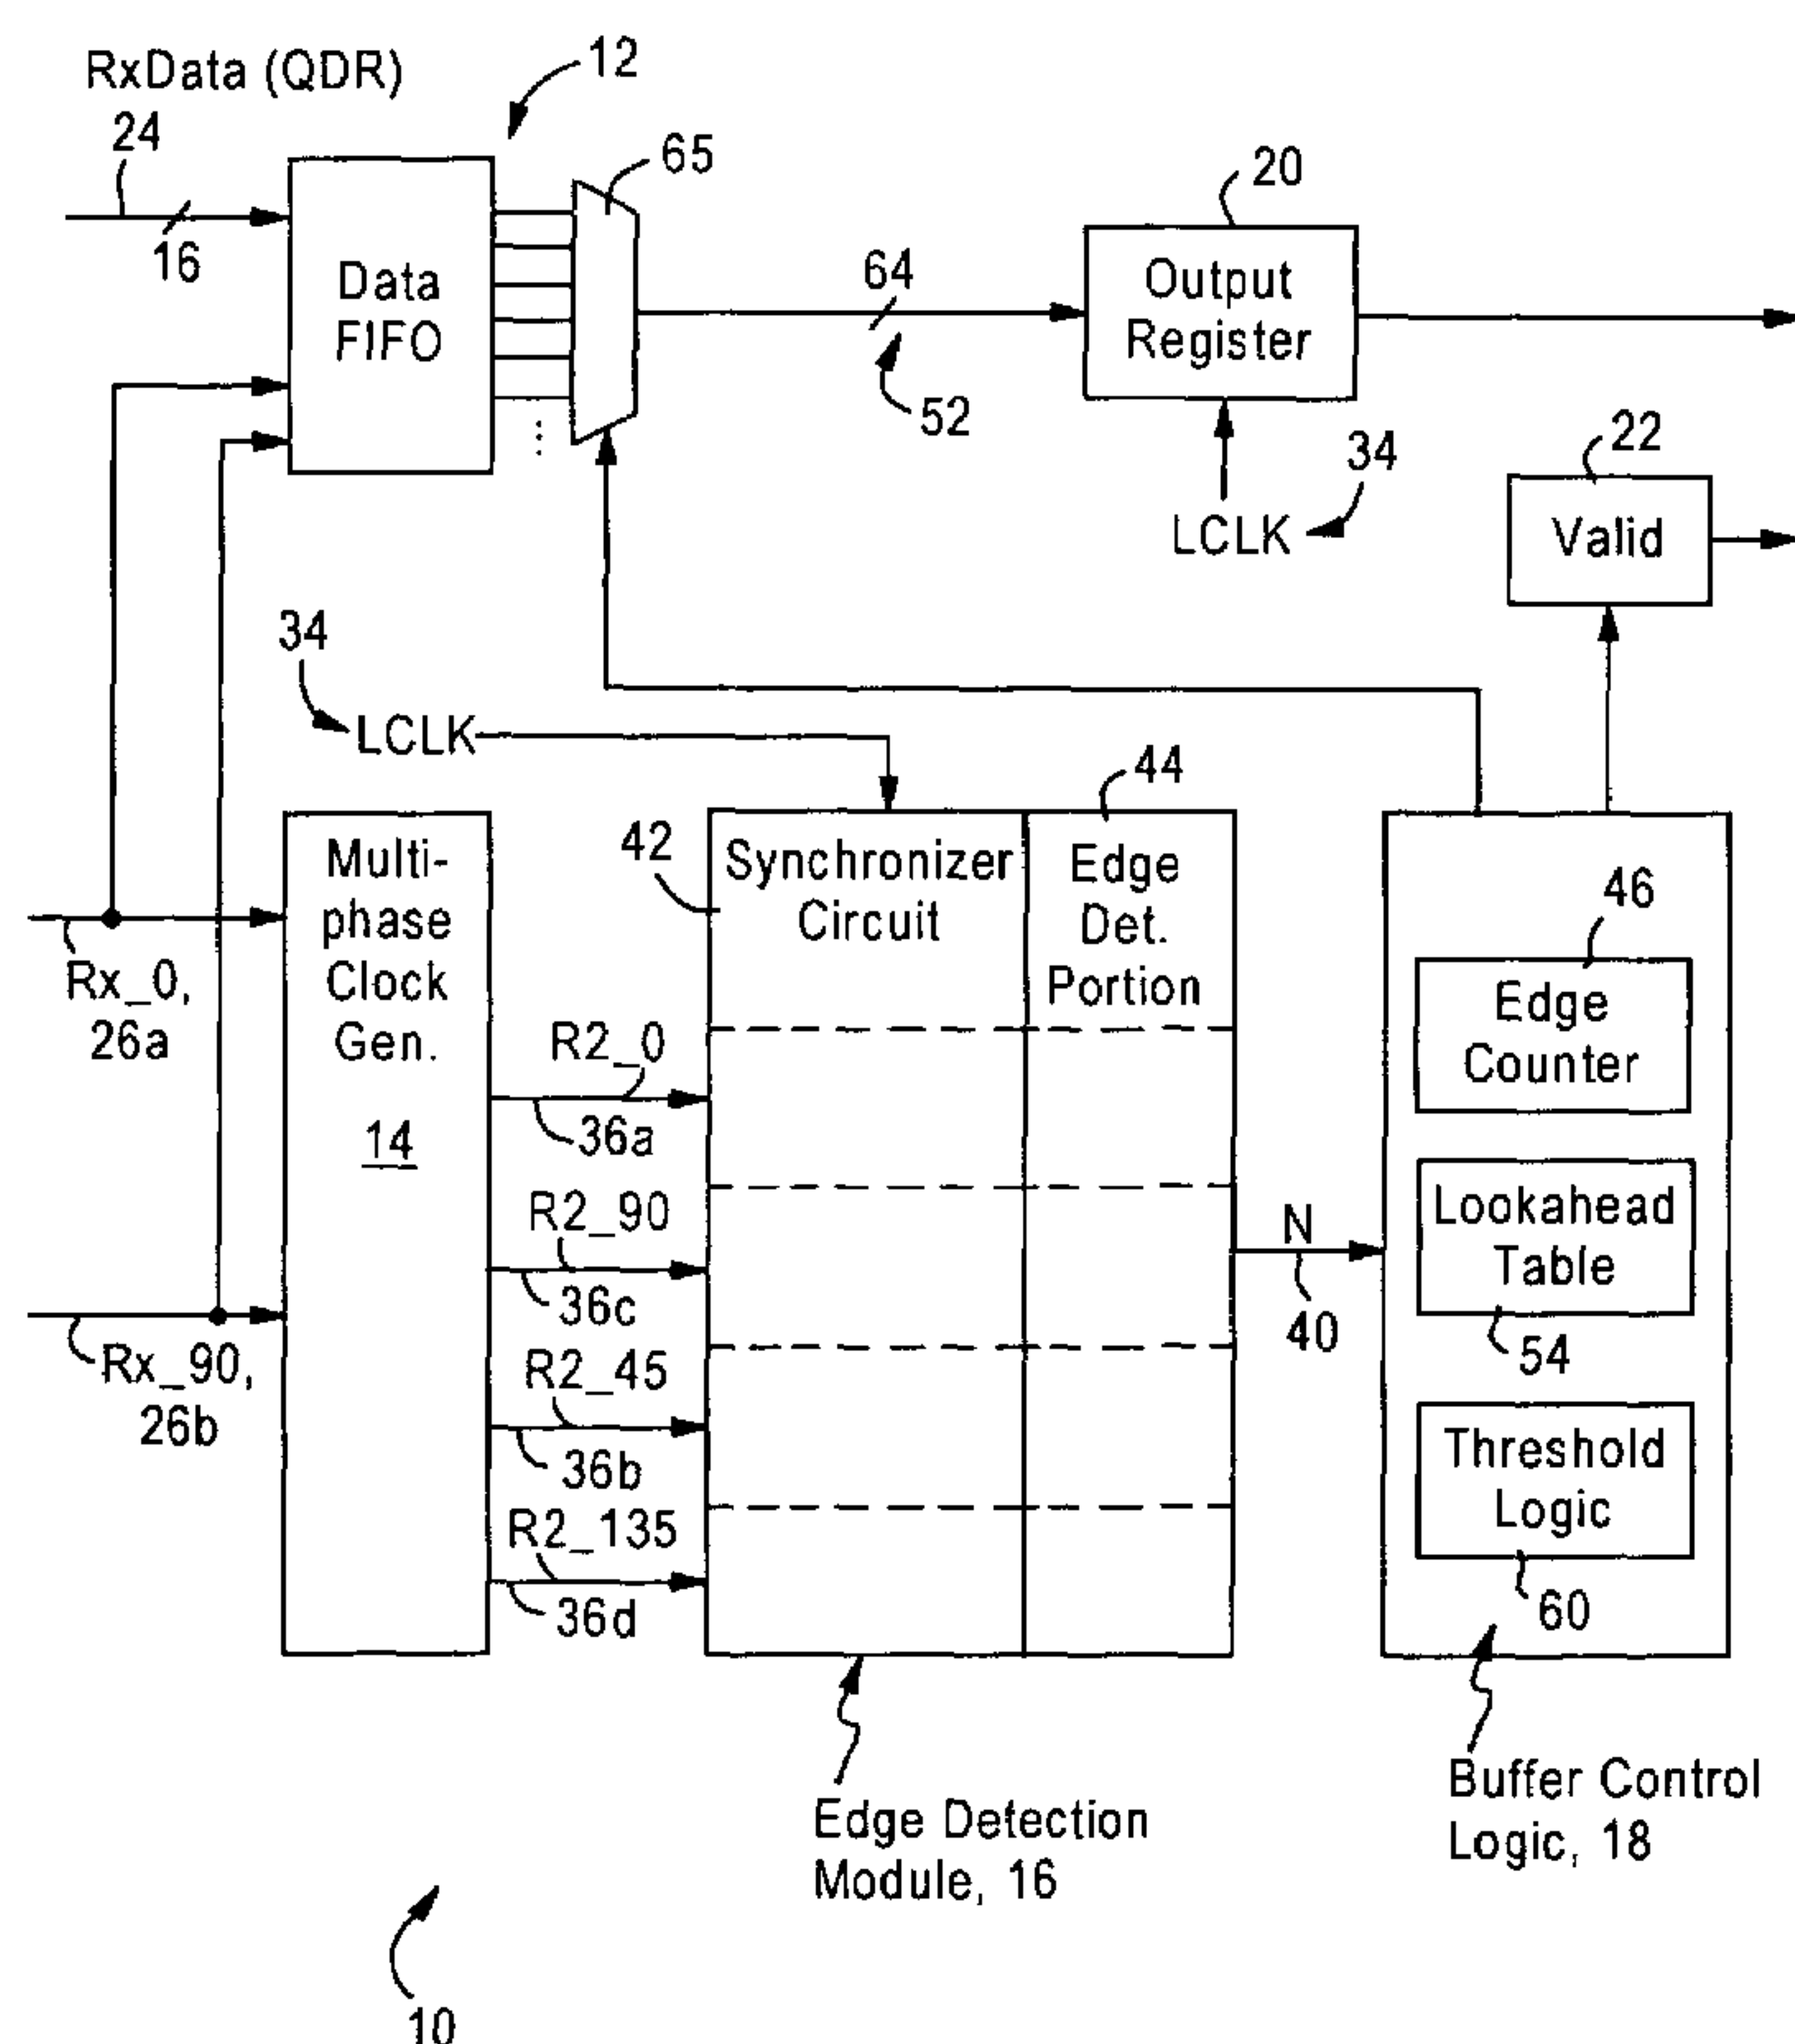 RxData (QDR)
12
24
65
16
Data
FIFO
64
52
20
Output
Register
34
LCLK
22
Valid
34
LCLK
44
42
Multi-
phase
Clock
Gen.
14
Synchronizer
Circuit
Edge
Det.
Portion
46
Edge
Counter
Rx_0,
26a
R2_0
36a
R2_90
36c
N
40
Lookahead
Table
54
Rx_90,
26b
R2_45
36b
R2_135
36d
Threshold
Logic
60
Edge Detection
Module, 16
Buffer Control
Logic, 18
10